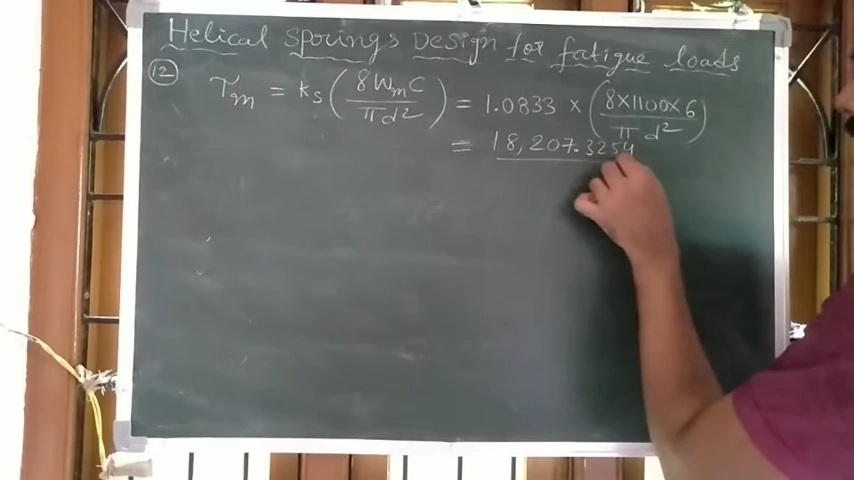 Helical springs Design for fatigue loads
12 τm = ks (8WmC / πd²) = 1.0833 × (8×1100×6 / π d²)
= 18,207.3254